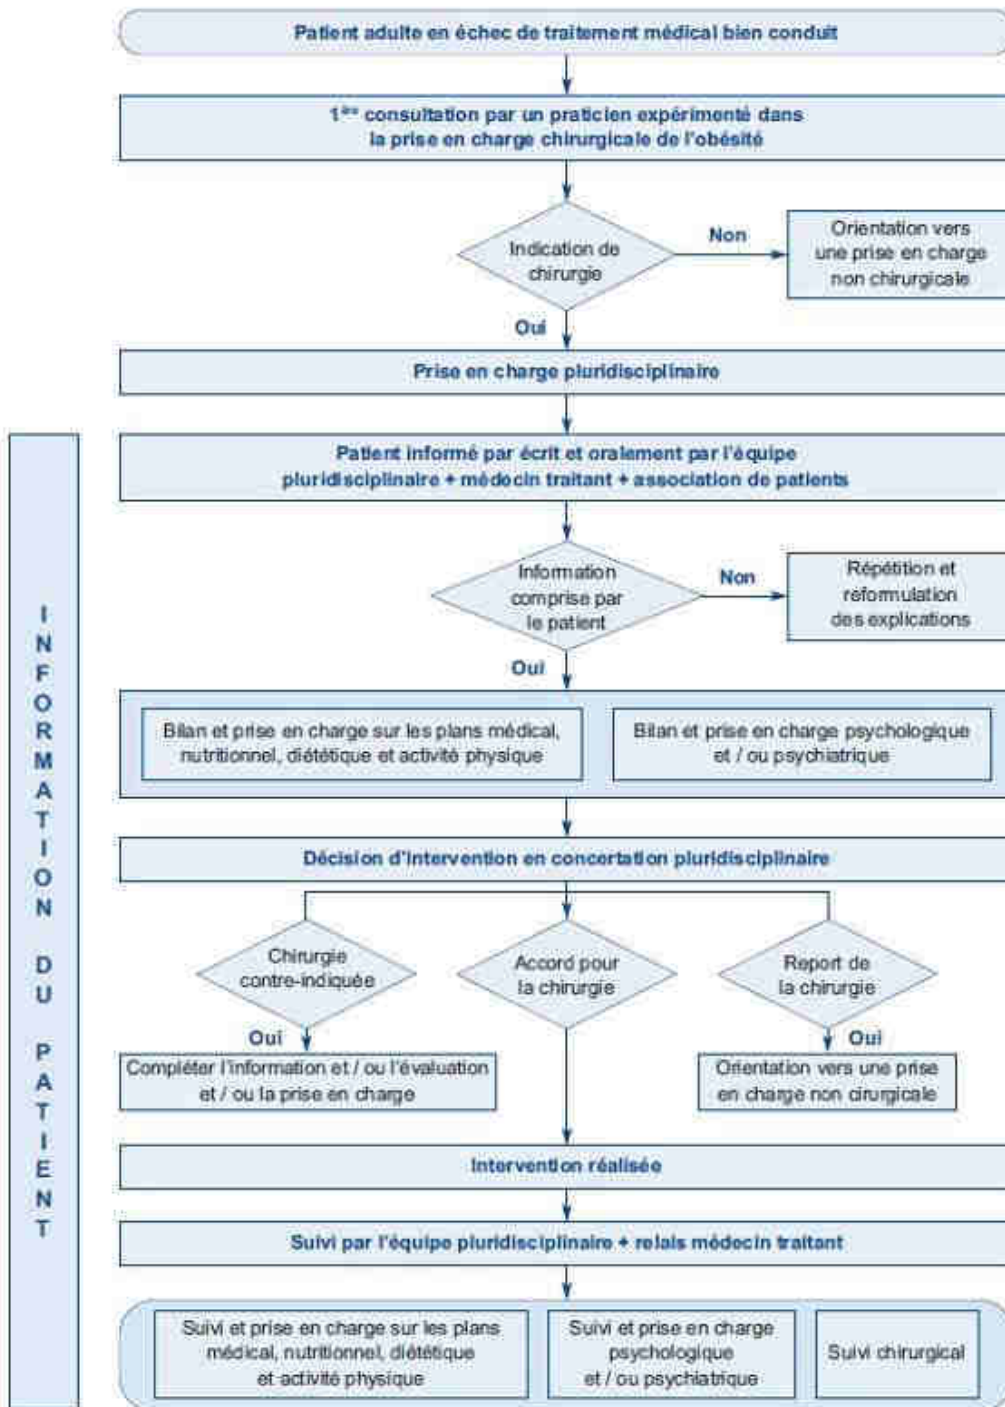 Patient adulte en échec de traitement médical bien conduit
1ère consultation par un praticien expérimenté dans
la prise en charge chirurgicale de l'obésité
Indication de
chirurgie
Non
Orientation vers
une prise en charge
non chirurgicale
Oui
Prise en charge pluridisciplinaire
INFORMATION DU PATIENT
Patient informé par écrit et oralement par l'équipe
pluridisciplinaire + médecin traitant + association de patients
Information
comprise par
le patient
Non
Répétition et
reformulation
des explications
Oui
Bilan et prise en charge sur les plans médical,
nutritionnel, diététique et activité physique
Bilan et prise en charge psychologique
et / ou psychiatrique
Décision d'intervention en concertation pluridisciplinaire
Chirurgie
contre-indiquée
Accord pour
la chirurgie
Report de
la chirurgie
Oui
Oui
Compléter l'information et / ou l'évaluation
et / ou la prise en charge
Orientation vers une prise
en charge non cirurgicale
Intervention réalisée
Suivi par l'équipe pluridisciplinaire + relais médecin traitant
Suivi et prise en charge sur les plans
médical, nutritionnel, diététique
et activité physique
Suivi et prise en charge
psychologique
et / ou psychiatrique
Suivi chirurgical